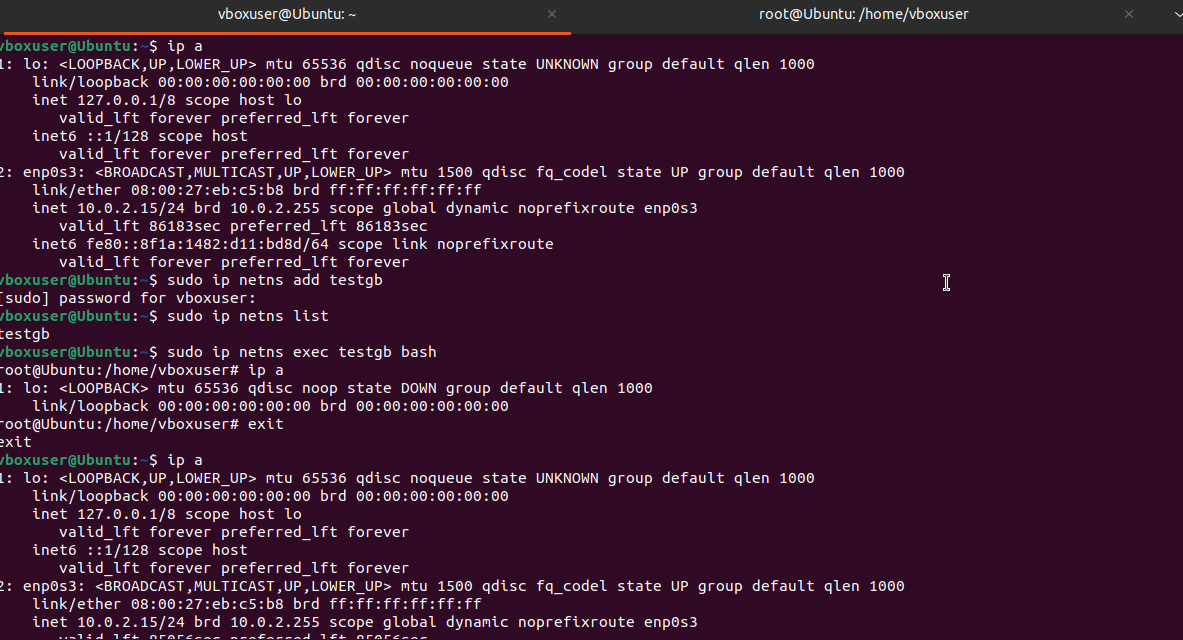 vboxuser@Ubuntu: ~
root@Ubuntu: /home/vboxuser
vboxuser@Ubuntu:~$ ip a
1: lo: <LOOPBACK,UP,LOWER_UP> mtu 65536 qdisc noqueue state UNKNOWN group default qlen 1000
    link/loopback 00:00:00:00:00:00 brd 00:00:00:00:00:00
    inet 127.0.0.1/8 scope host lo
       valid_lft forever preferred_lft forever
    inet6 ::1/128 scope host
       valid_lft forever preferred_lft forever
2: enp0s3: <BROADCAST,MULTICAST,UP,LOWER_UP> mtu 1500 qdisc fq_codel state UP group default qlen 1000
    link/ether 08:00:27:eb:c5:b8 brd ff:ff:ff:ff:ff:ff
    inet 10.0.2.15/24 brd 10.0.2.255 scope global dynamic noprefixroute enp0s3
       valid_lft 86183sec preferred_lft 86183sec
    inet6 fe80::8f1a:1482:d11:bd8d/64 scope link noprefixroute
       valid_lft forever preferred_lft forever
vboxuser@Ubuntu:~$ sudo ip netns add testgb
[sudo] password for vboxuser:
vboxuser@Ubuntu:~$ sudo ip netns list
testgb
vboxuser@Ubuntu:~$ sudo ip netns exec testgb bash
root@Ubuntu:/home/vboxuser# ip a
1: lo: <LOOPBACK> mtu 65536 qdisc noop state DOWN group default qlen 1000
    link/loopback 00:00:00:00:00:00 brd 00:00:00:00:00:00
root@Ubuntu:/home/vboxuser# exit
exit
vboxuser@Ubuntu:~$ ip a
1: lo: <LOOPBACK,UP,LOWER_UP> mtu 65536 qdisc noqueue state UNKNOWN group default qlen 1000
    link/loopback 00:00:00:00:00:00 brd 00:00:00:00:00:00
    inet 127.0.0.1/8 scope host lo
       valid_lft forever preferred_lft forever
    inet6 ::1/128 scope host
       valid_lft forever preferred_lft forever
2: enp0s3: <BROADCAST,MULTICAST,UP,LOWER_UP> mtu 1500 qdisc fq_codel state UP group default qlen 1000
    link/ether 08:00:27:eb:c5:b8 brd ff:ff:ff:ff:ff:ff
    inet 10.0.2.15/24 brd 10.0.2.255 scope global dynamic noprefixroute enp0s3